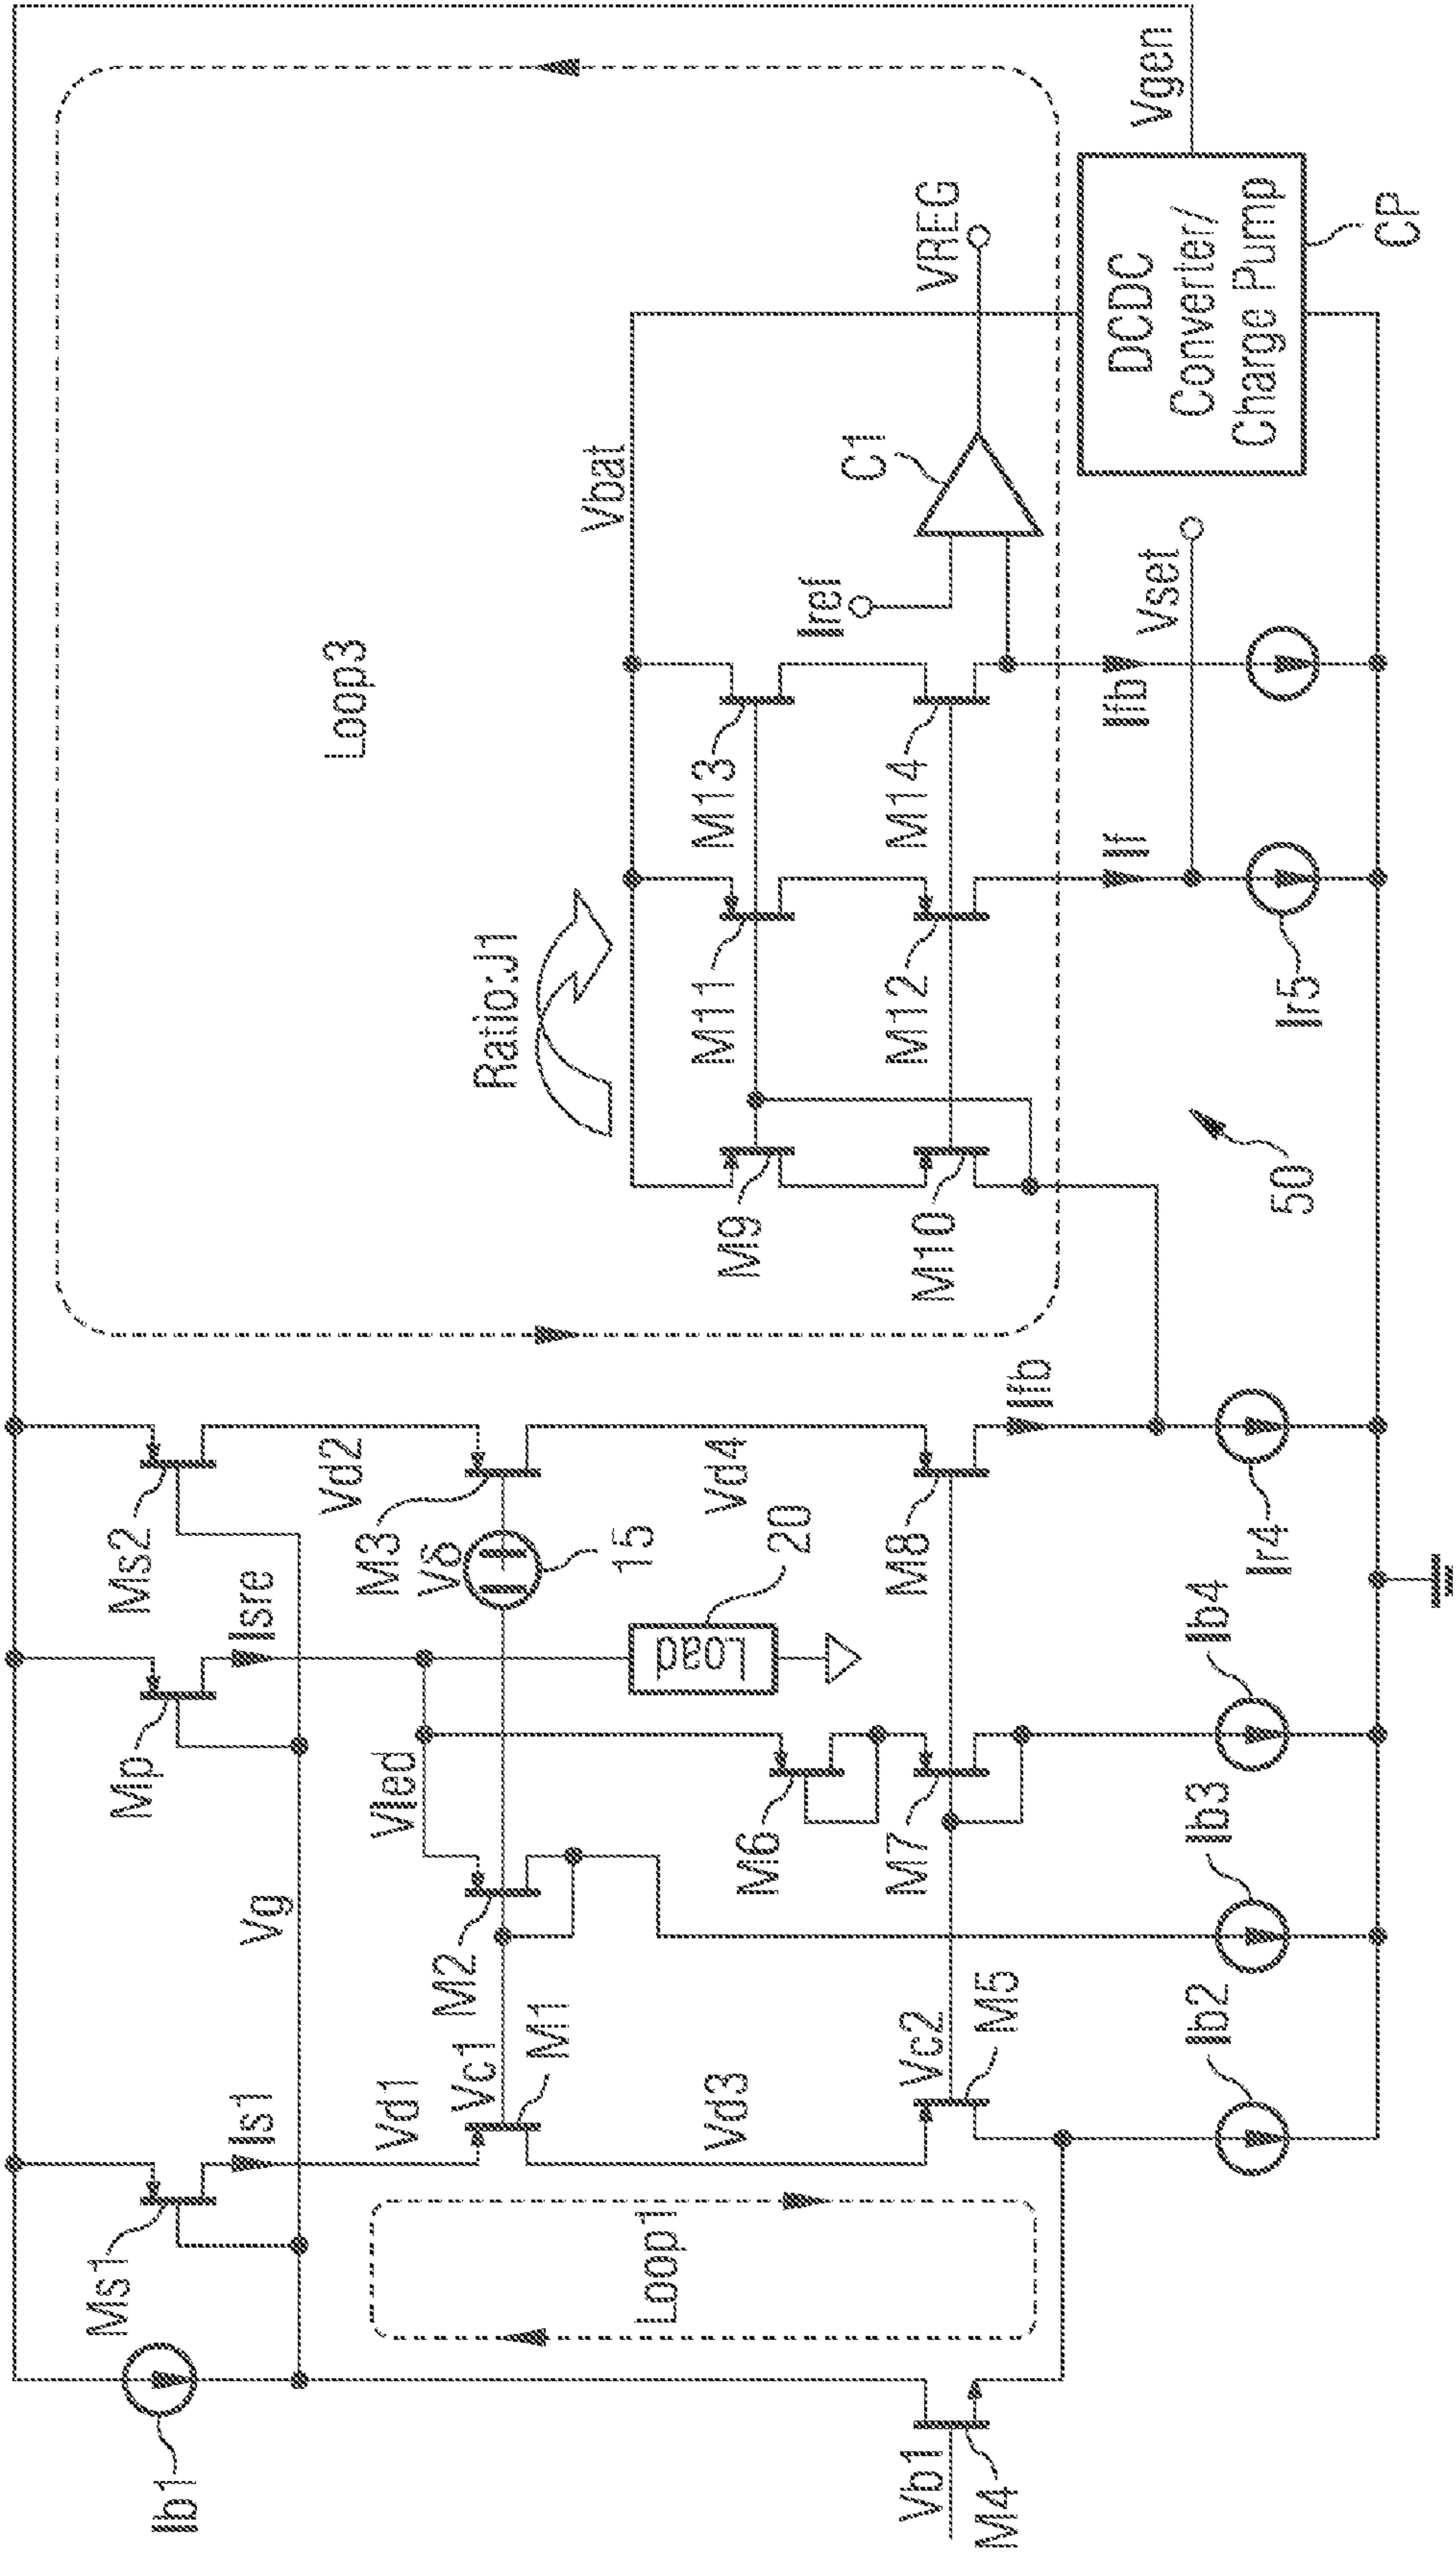 Loop3
Vgen
VREG
Vbat
C1
DCDC
Converter/
Charge Pump
CP
Iref
Vset
Ifb
M13
M14
If
Ratio:J1
M11
M12
Ir5
50
M9
M10
Ifb
Ms2
Vd2
M3
Vδ
15
Vd4
20
M8
Ir4
Mp
Isre
Load
Vled
M6
M7
Ib4
Ib3
Vg
M2
Ms1
Is1
Vd1
Vc1
M1
Vd3
Vc2
M5
Ib2
Loop1
Ib1
Vb1
M4